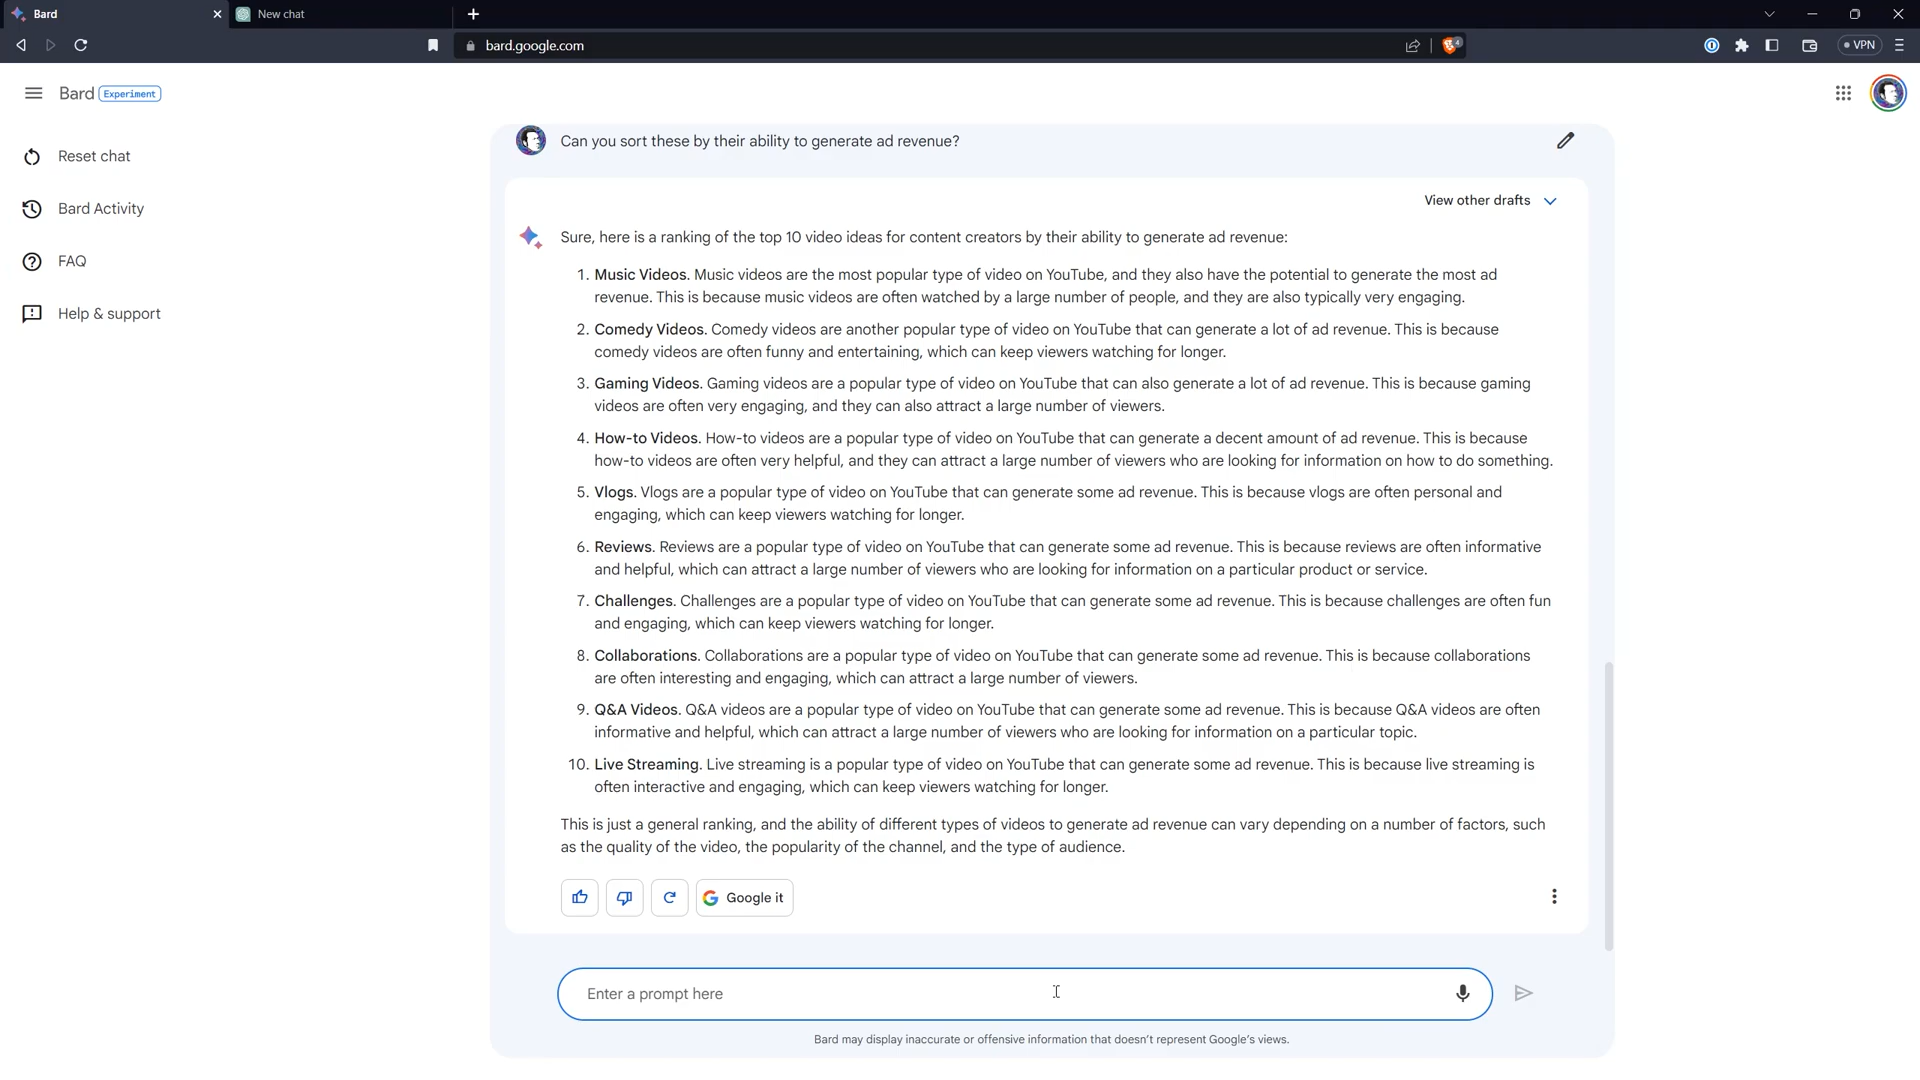 Bard
New chat
bard.google.com
4
VPN
Bard Experiment
Reset chat
Bard Activity
FAQ
Help & support
Can you sort these by their ability to generate ad revenue?
View other drafts
Sure, here is a ranking of the top 10 video ideas for content creators by their ability to generate ad revenue:
1. Music Videos. Music videos are the most popular type of video on YouTube, and they also have the potential to generate the most ad
revenue. This is because music videos are often watched by a large number of people, and they are also typically very engaging.
2. Comedy Videos. Comedy videos are another popular type of video on YouTube that can generate a lot of ad revenue. This is because
comedy videos are often funny and entertaining, which can keep viewers watching for longer.
3. Gaming Videos. Gaming videos are a popular type of video on YouTube that can also generate a lot of ad revenue. This is because gaming
videos are often very engaging, and they can also attract a large number of viewers.
4. How-to Videos. How-to videos are a popular type of video on YouTube that can generate a decent amount of ad revenue. This is because
how-to videos are often very helpful, and they can attract a large number of viewers who are looking for information on how to do something.
5. Vlogs. Vlogs are a popular type of video on YouTube that can generate some ad revenue. This is because vlogs are often personal and
engaging, which can keep viewers watching for longer.
6. Reviews. Reviews are a popular type of video on YouTube that can generate some ad revenue. This is because reviews are often informative
and helpful, which can attract a large number of viewers who are looking for information on a particular product or service.
7. Challenges. Challenges are a popular type of video on YouTube that can generate some ad revenue. This is because challenges are often fun
and engaging, which can keep viewers watching for longer.
8. Collaborations. Collaborations are a popular type of video on YouTube that can generate some ad revenue. This is because collaborations
are often interesting and engaging, which can attract a large number of viewers.
9. Q&A Videos. Q&A videos are a popular type of video on YouTube that can generate some ad revenue. This is because Q&A videos are often
informative and helpful, which can attract a large number of viewers who are looking for information on a particular topic.
10. Live Streaming. Live streaming is a popular type of video on YouTube that can generate some ad revenue. This is because live streaming is
often interactive and engaging, which can keep viewers watching for longer.
This is just a general ranking, and the ability of different types of videos to generate ad revenue can vary depending on a number of factors, such
as the quality of the video, the popularity of the channel, and the type of audience.
Google it
Enter a prompt here
Bard may display inaccurate or offensive information that doesn't represent Google's views.